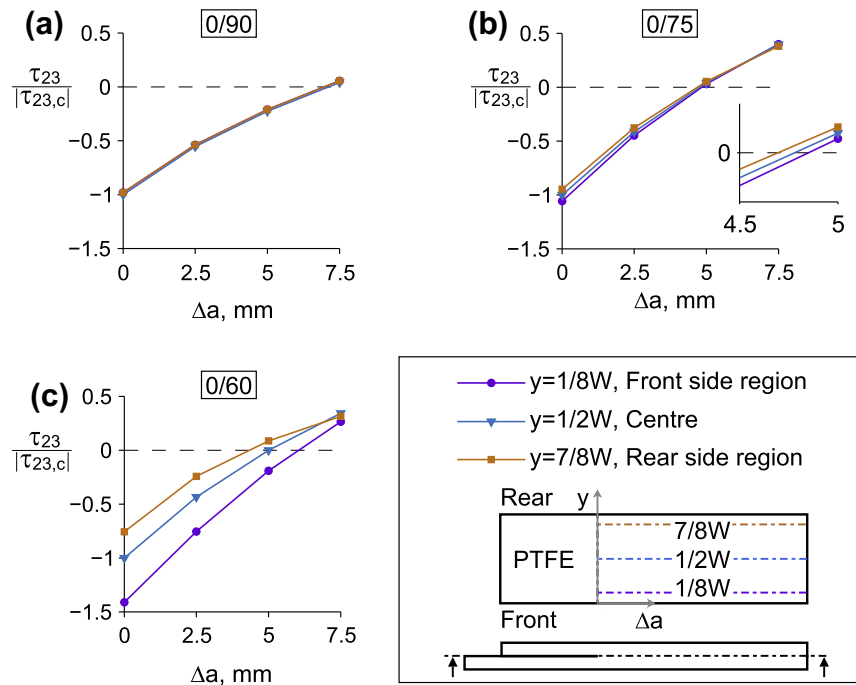 (a)
0/90
τ23
|τ23,c|
0.5
0
−0.5
−1
−1.5
0
2.5
5
7.5
Δa, mm
(b)
0/75
τ23
|τ23,c|
0.5
0
−0.5
−1
−1.5
0
2.5
5
7.5
Δa, mm
0
4.5
5
(c)
0/60
τ23
|τ23,c|
0.5
0
−0.5
−1
−1.5
0
2.5
5
7.5
Δa, mm
y=1/8W, Front side region
y=1/2W, Centre
y=7/8W, Rear side region
Rear
y
7/8W
PTFE
1/2W
1/8W
Front
Δa